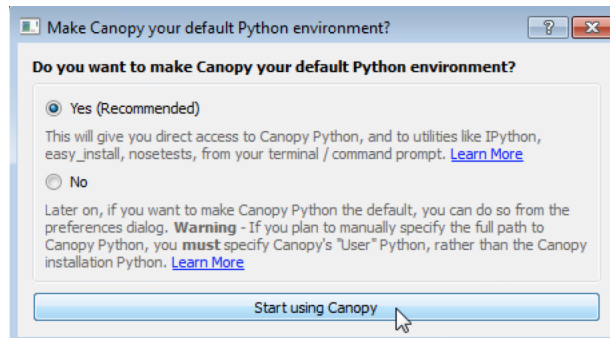 Make Canopy your default Python environment?
Do you want to make Canopy your default Python environment?
Yes (Recommended)
This will give you direct access to Canopy Python, and to utilities like IPython,
easy_install, nosetests, from your terminal / command prompt. Learn More
No
Later on, if you want to make Canopy Python the default, you can do so from the
preferences dialog. Warning - If you plan to manually specify the full path to
Canopy Python, you must specify Canopy's "User" Python, rather than the Canopy
installation Python. Learn More
Start using Canopy